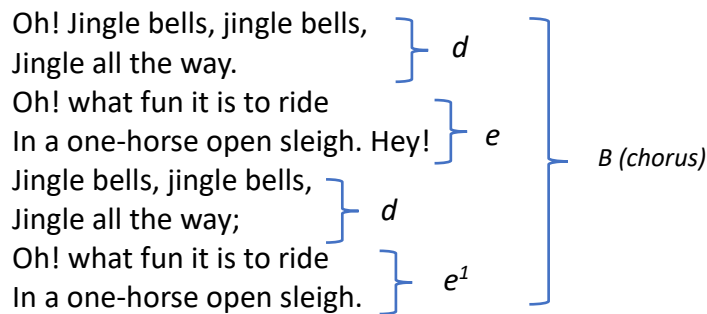 Oh! Jingle bells, jingle bells,
Jingle all the way.
d
Oh! what fun it is to ride
In a one-horse open sleigh. Hey!
e
B (chorus)
Jingle bells, jingle bells,
Jingle all the way;
d
Oh! what fun it is to ride
In a one-horse open sleigh.
e¹